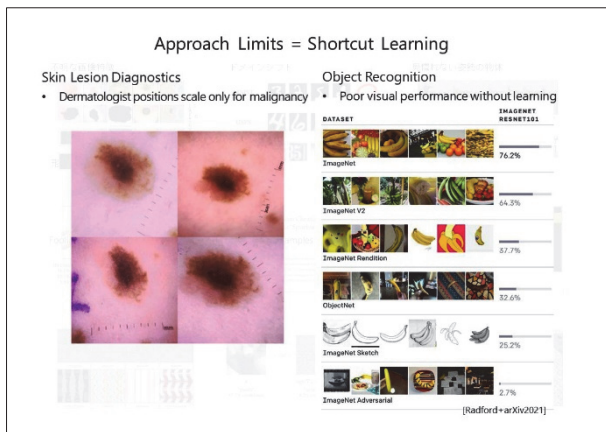 Approach Limits = Shortcut Learning
Skin Lesion Diagnostics
• Dermatologist positions scale only for malignancy
Object Recognition
• Poor visual performance without learning
DATASET
IMAGENET
RESNET101
ImageNet
76.2%
ImageNet V2
64.3%
ImageNet Rendition
37.7%
ObjectNet
32.6%
ImageNet Sketch
25.2%
ImageNet Adversarial
2.7%
[Radford+arXiv2021]